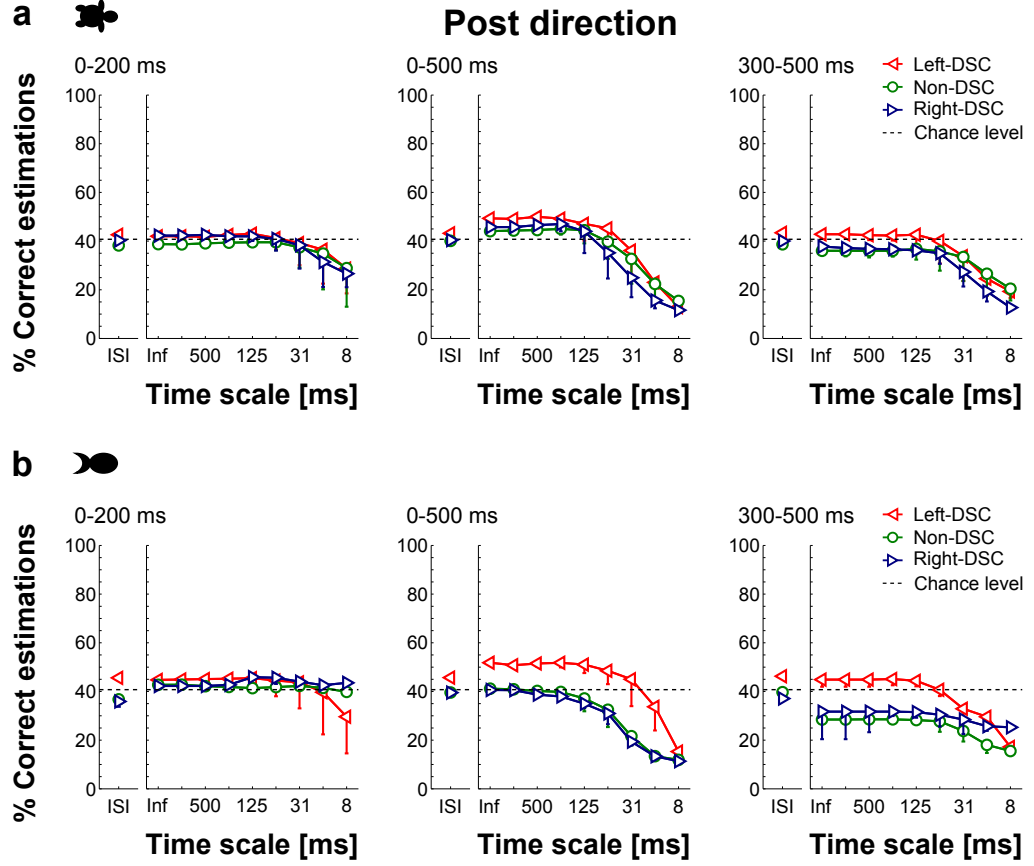 a
Post direction
0-200 ms
0-500 ms
300-500 ms
Left-DSC
Non-DSC
Right-DSC
Chance level
% Correct estimations
100
80
60
40
20
0
ISI
Inf
500
125
31
8
100
80
60
40
20
0
ISI
Inf
500
125
31
8
100
80
60
40
20
0
ISI
Inf
500
125
31
8
Time scale [ms]
Time scale [ms]
Time scale [ms]
b
0-200 ms
0-500 ms
300-500 ms
Left-DSC
Non-DSC
Right-DSC
Chance level
% Correct estimations
100
80
60
40
20
0
ISI
Inf
500
125
31
8
100
80
60
40
20
0
ISI
Inf
500
125
31
8
100
80
60
40
20
0
ISI
Inf
500
125
31
8
Time scale [ms]
Time scale [ms]
Time scale [ms]